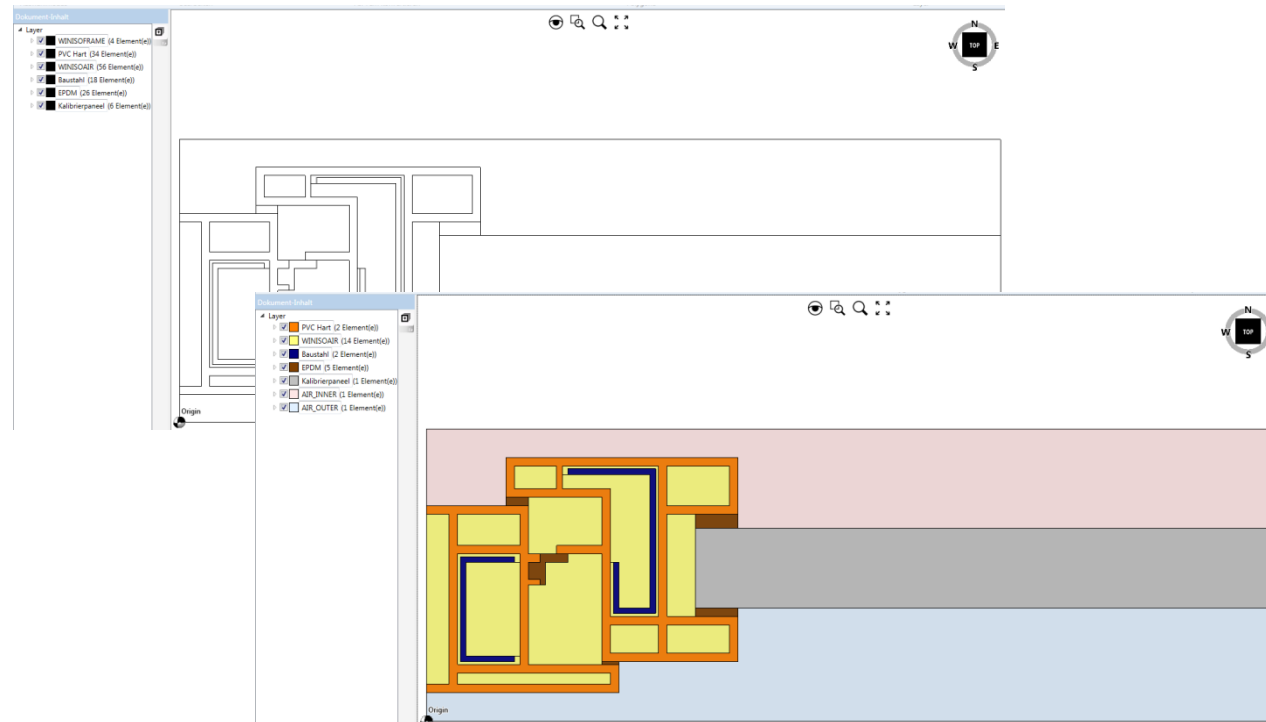 Dokument-Inhalt
Layer
WINISOFRAME (4 Element(e))
PVC Hart (34 Element(e))
WINISOAIR (56 Element(e))
Baustahl (18 Element(e))
EPDM (26 Element(e))
Kalibrierpaneel (6 Element(e))
N
W TOP E
S
Origin
Dokument-Inhalt
Layer
PVC Hart (2 Element(e))
WINISOAIR (14 Element(e))
Baustahl (2 Element(e))
EPDM (5 Element(e))
Kalibrierpaneel (1 Element(e))
AIR_INNER (1 Element(e))
AIR_OUTER (1 Element(e))
N
W TOP
S
Origin